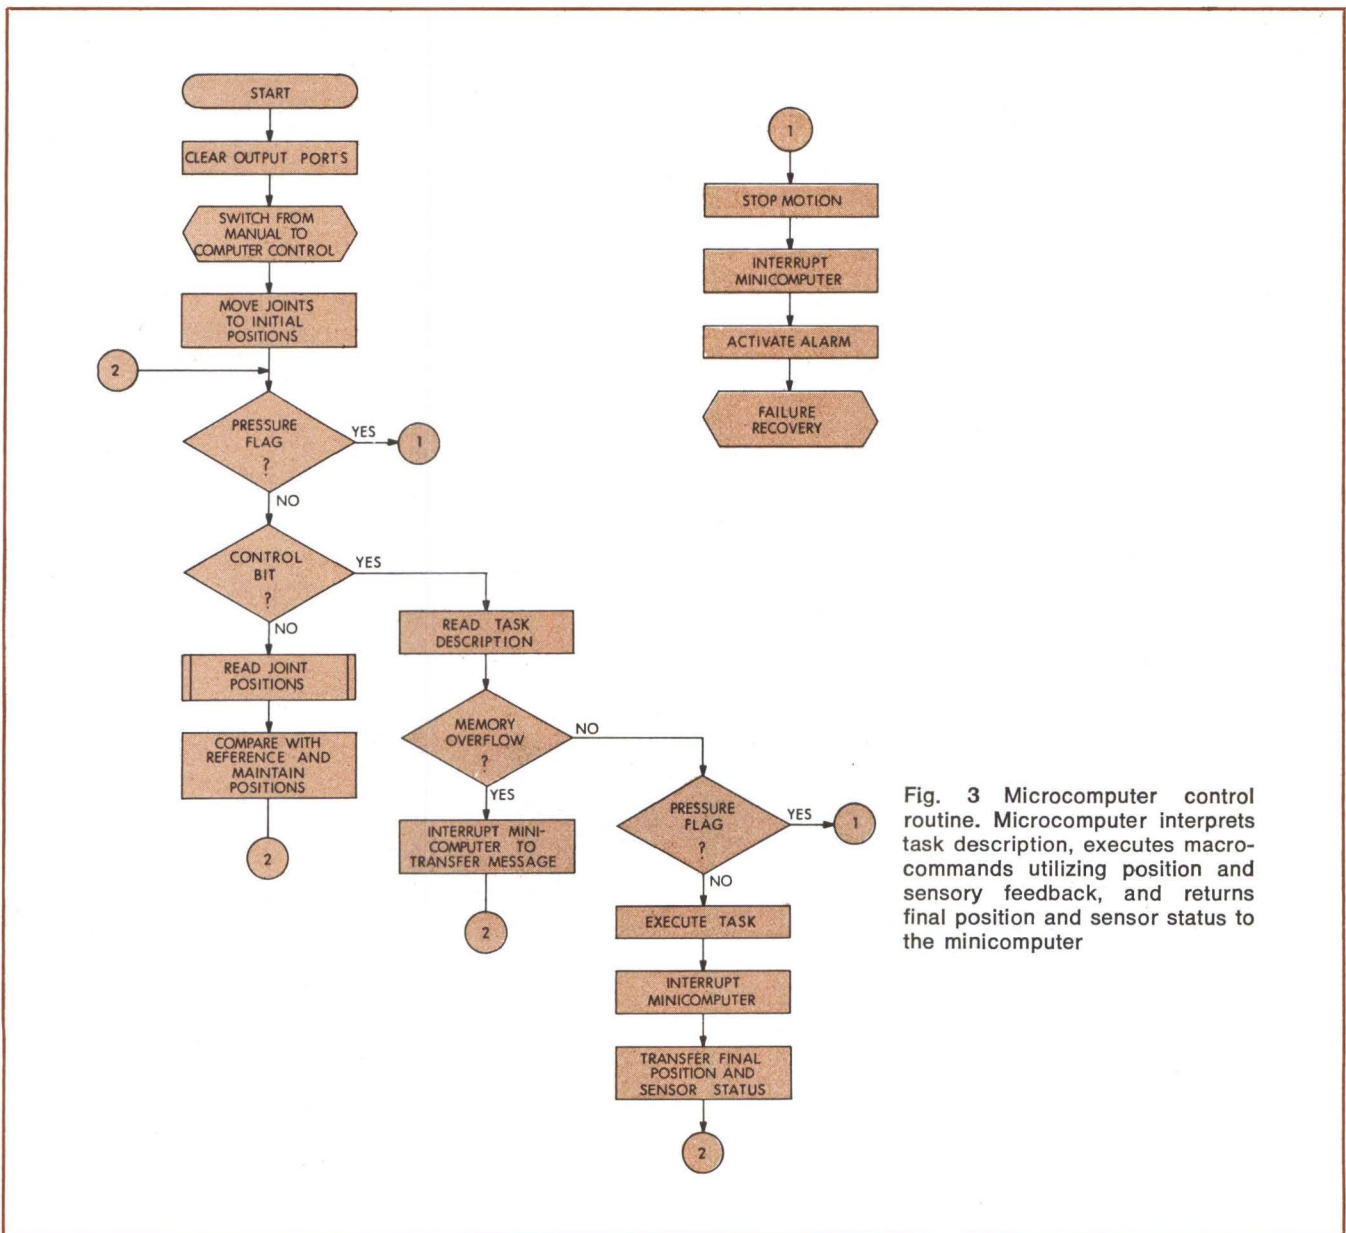 START
CLEAR OUTPUT PORTS
SWITCH FROM
MANUAL TO
COMPUTER CONTROL
MOVE JOINTS
TO INITIAL
POSITIONS
2
PRESSURE
FLAG
?
YES
1
NO
CONTROL
BIT
?
YES
NO
READ JOINT
POSITIONS
COMPARE WITH
REFERENCE AND
MAINTAIN
POSITIONS
2
READ TASK
DESCRIPTION
MEMORY
OVERFLOW
?
NO
YES
INTERRUPT MINI-
COMPUTER TO
TRANSFER MESSAGE
2
PRESSURE
FLAG
?
YES
1
NO
EXECUTE TASK
INTERRUPT
MINICOMPUTER
TRANSFER FINAL
POSITION AND
SENSOR STATUS
2
1
STOP MOTION
INTERRUPT
MINICOMPUTER
ACTIVATE ALARM
FAILURE
RECOVERY
Fig. 3 Microcomputer control
routine. Microcomputer interprets
task description, executes macro-
commands utilizing position and
sensory feedback, and returns
final position and sensor status to
the minicomputer